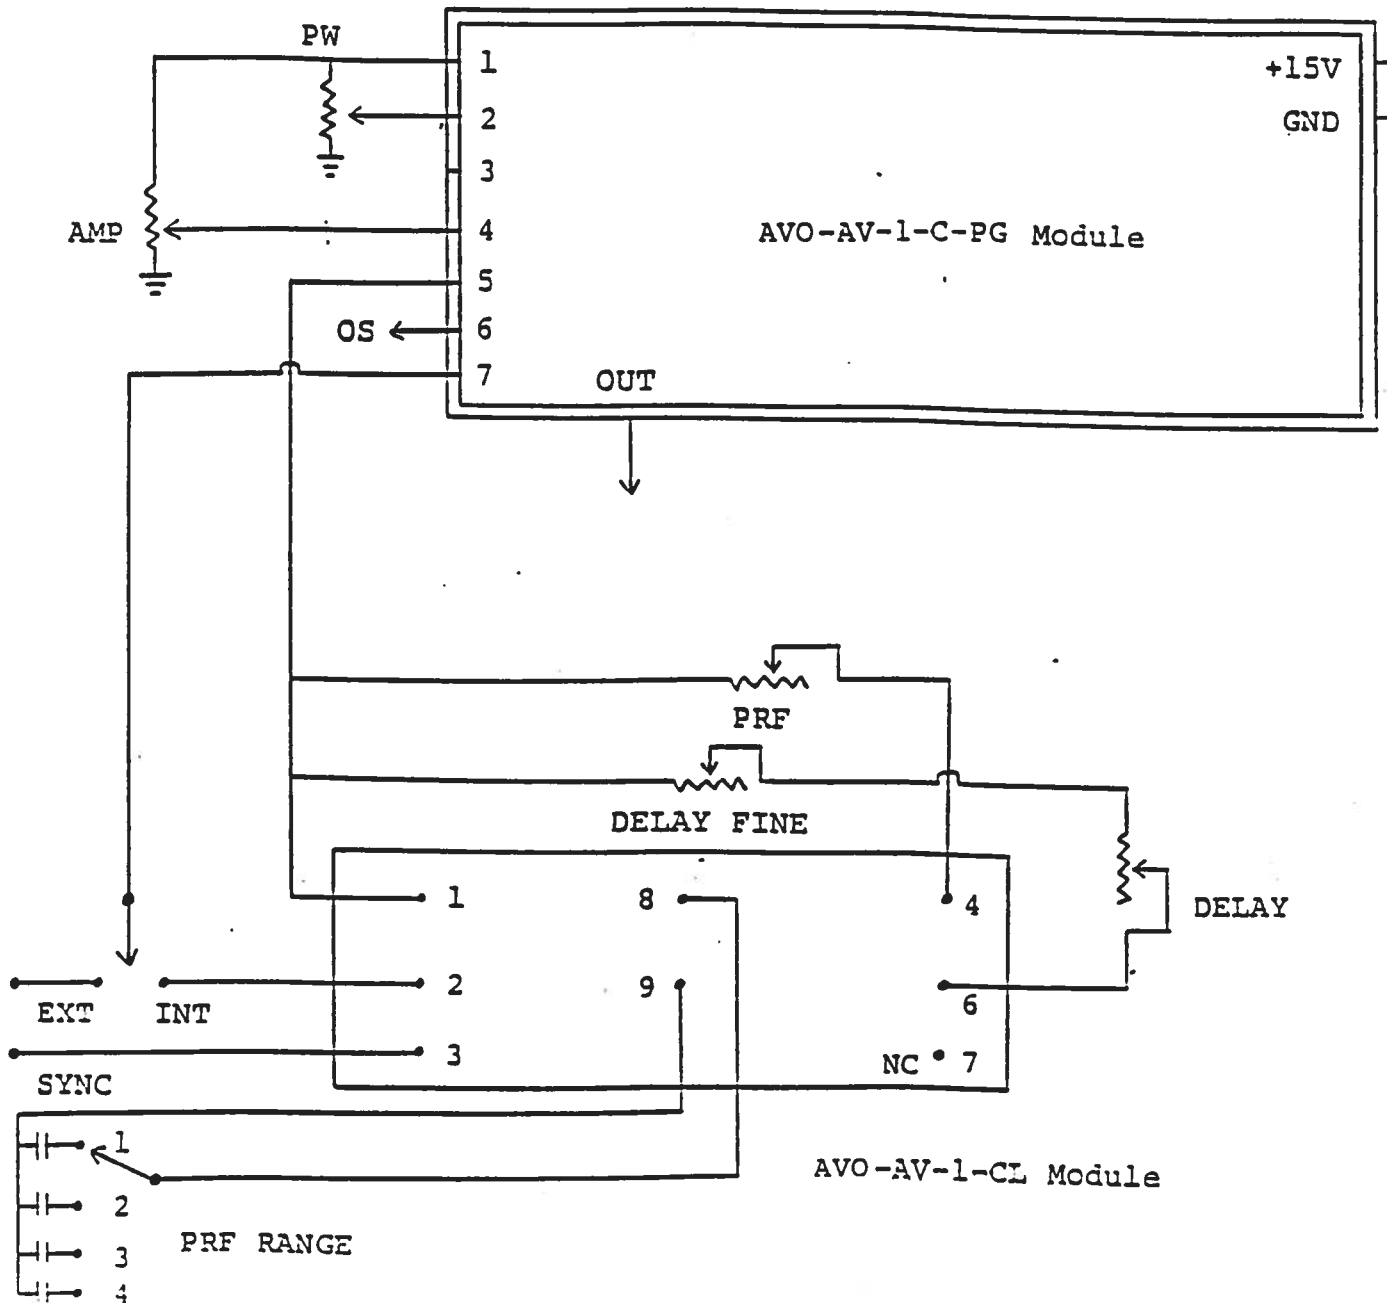 PW
1
+15V
2
GND
3
AMP
4
AVO-AV-1-C-PG Module
5
OS
6
7
OUT
PRF
DELAY FINE
1
8
4
DELAY
2
9
6
EXT
INT
3
NC
7
SYNC
1
AVO-AV-1-CL Module
2
PRF RANGE
3
4